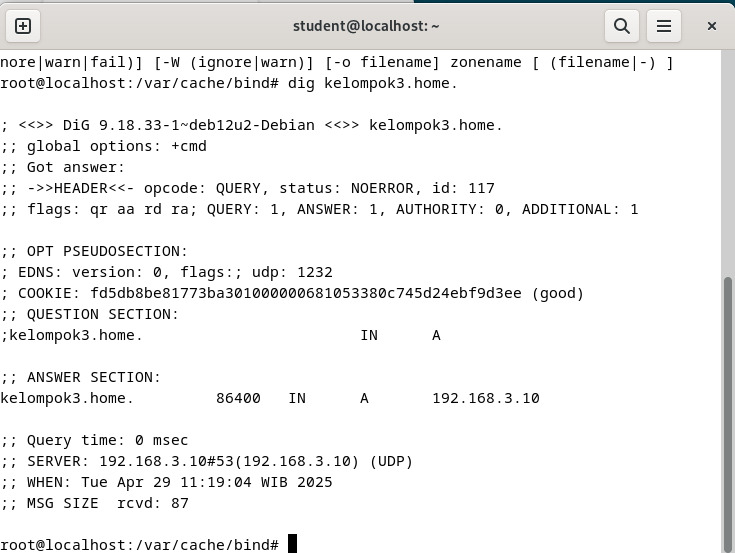 student@localhost: ~
nore|warn|fail)] [-W (ignore|warn)] [-o filename] zonename [ (filename|-) ]
root@localhost:/var/cache/bind# dig kelompok3.home.
; <<>> DiG 9.18.33-1~deb12u2-Debian <<>> kelompok3.home.
;; global options: +cmd
;; Got answer:
;; ->>HEADER<<- opcode: QUERY, status: NOERROR, id: 117
;; flags: qr aa rd ra; QUERY: 1, ANSWER: 1, AUTHORITY: 0, ADDITIONAL: 1
;; OPT PSEUDOSECTION:
; EDNS: version: 0, flags:; udp: 1232
; COOKIE: fd5db8be81773ba301000000681053380c745d24ebf9d3ee (good)
;; QUESTION SECTION:
;kelompok3.home. IN A
;; ANSWER SECTION:
kelompok3.home. 86400 IN A 192.168.3.10
;; Query time: 0 msec
;; SERVER: 192.168.3.10#53(192.168.3.10) (UDP)
;; WHEN: Tue Apr 29 11:19:04 WIB 2025
;; MSG SIZE  rcvd: 87
root@localhost:/var/cache/bind#